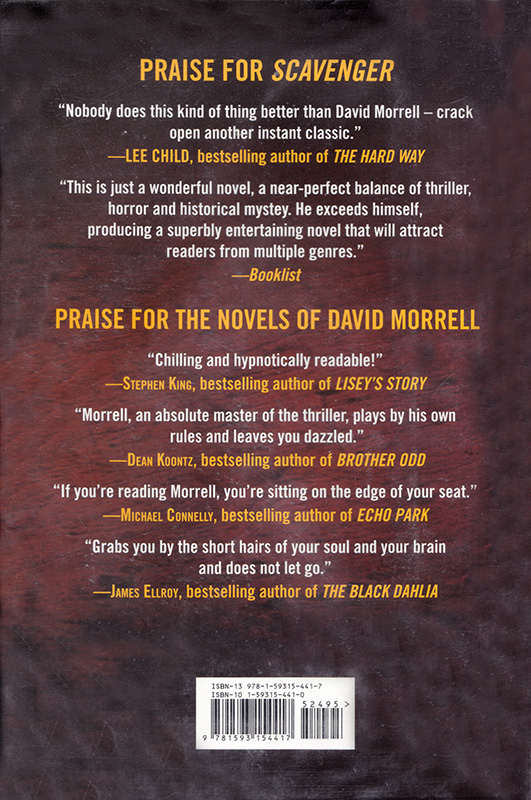 PRAISE FOR SCAVENGER
“Nobody does this kind of thing better than David Morrell – crack
open another instant classic.”
—LEE CHILD, bestselling author of THE HARD WAY
“This is just a wonderful novel, a near-perfect balance of thriller,
horror and historical mystey. He exceeds himself,
producing a superbly entertaining novel that will attract
readers from multiple genres.”
—Booklist
PRAISE FOR THE NOVELS OF DAVID MORRELL
“Chilling and hypnotically readable!”
—STEPHEN KING, bestselling author of LISEY'S STORY
“Morrell, an absolute master of the thriller, plays by his own
rules and leaves you dazzled.”
—DEAN KOONTZ, bestselling author of BROTHER ODD
“If you're reading Morrell, you're sitting on the edge of your seat.”
—MICHAEL CONNELLY, bestselling author of ECHO PARK
“Grabs you by the short hairs of your soul and your brain
and does not let go.”
—JAMES ELLROY, bestselling author of THE BLACK DAHLIA
ISBN-13 978-1-59315-441-7
ISBN-10 1-59315-441-0
52495>
9 781593 154417